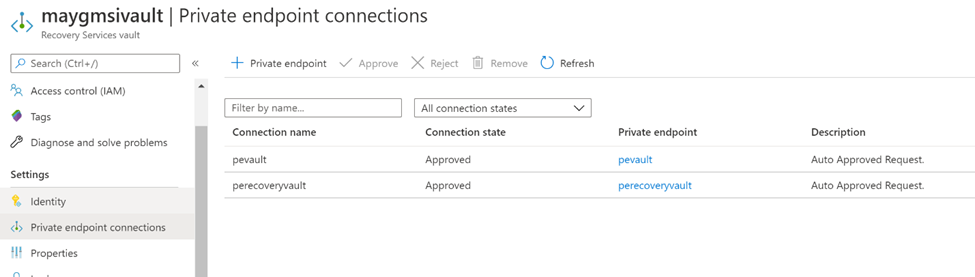 maygmsivault | Private endpoint connections
Recovery Services vault
Search (Ctrl+/)
«
Access control (IAM)
Tags
Diagnose and solve problems
Settings
Identity
Private endpoint connections
Properties
+ Private endpoint Approve Reject Remove Refresh
Filter by name... All connection states
Connection name Connection state Private endpoint Description
pevault Approved pevault Auto Approved Request.
perecoveryvault Approved perecoveryvault Auto Approved Request.